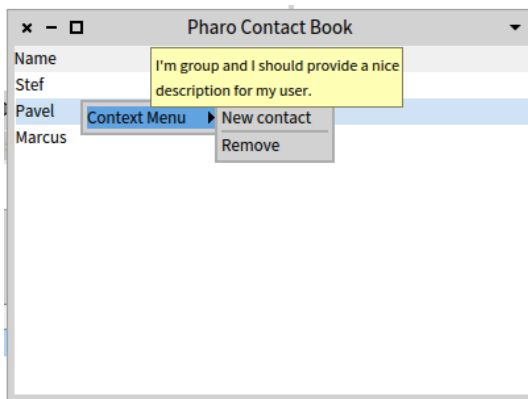 Pharo Contact Book
Name
I'm group and I should provide a nice
description for my user.
Stef
Pavel
Context Menu
New contact
Remove
Marcus